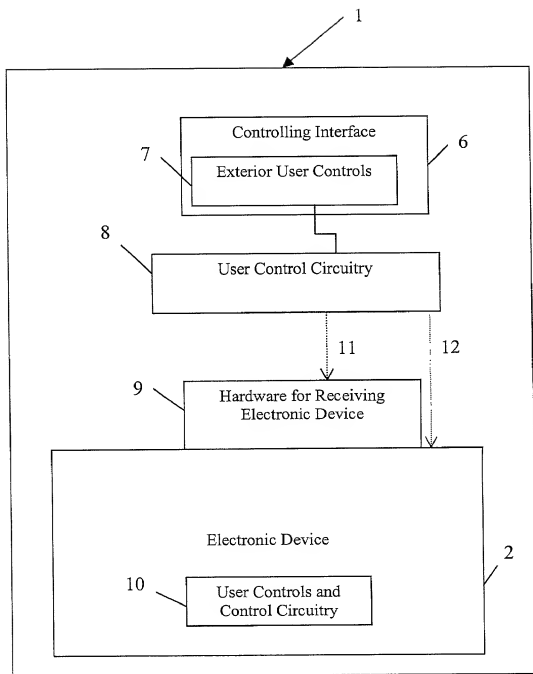 1
Controlling Interface
7
6
Exterior User Controls
8
User Control Circuitry
11
12
9
Hardware for Receiving
Electronic Device
Electronic Device
2
10
User Controls and
Control Circuitry